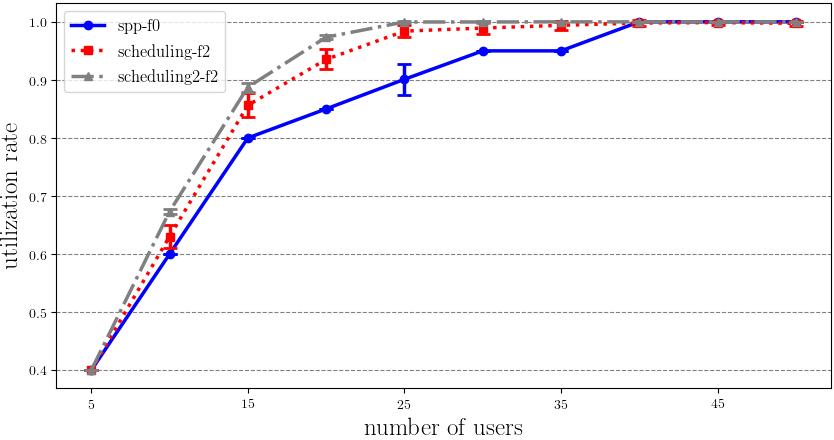 spp-f0
scheduling-f2
scheduling2-f2
1.0
0.9
0.8
0.7
0.6
0.5
0.4
utilization rate
5 15 25 35 45
number of users